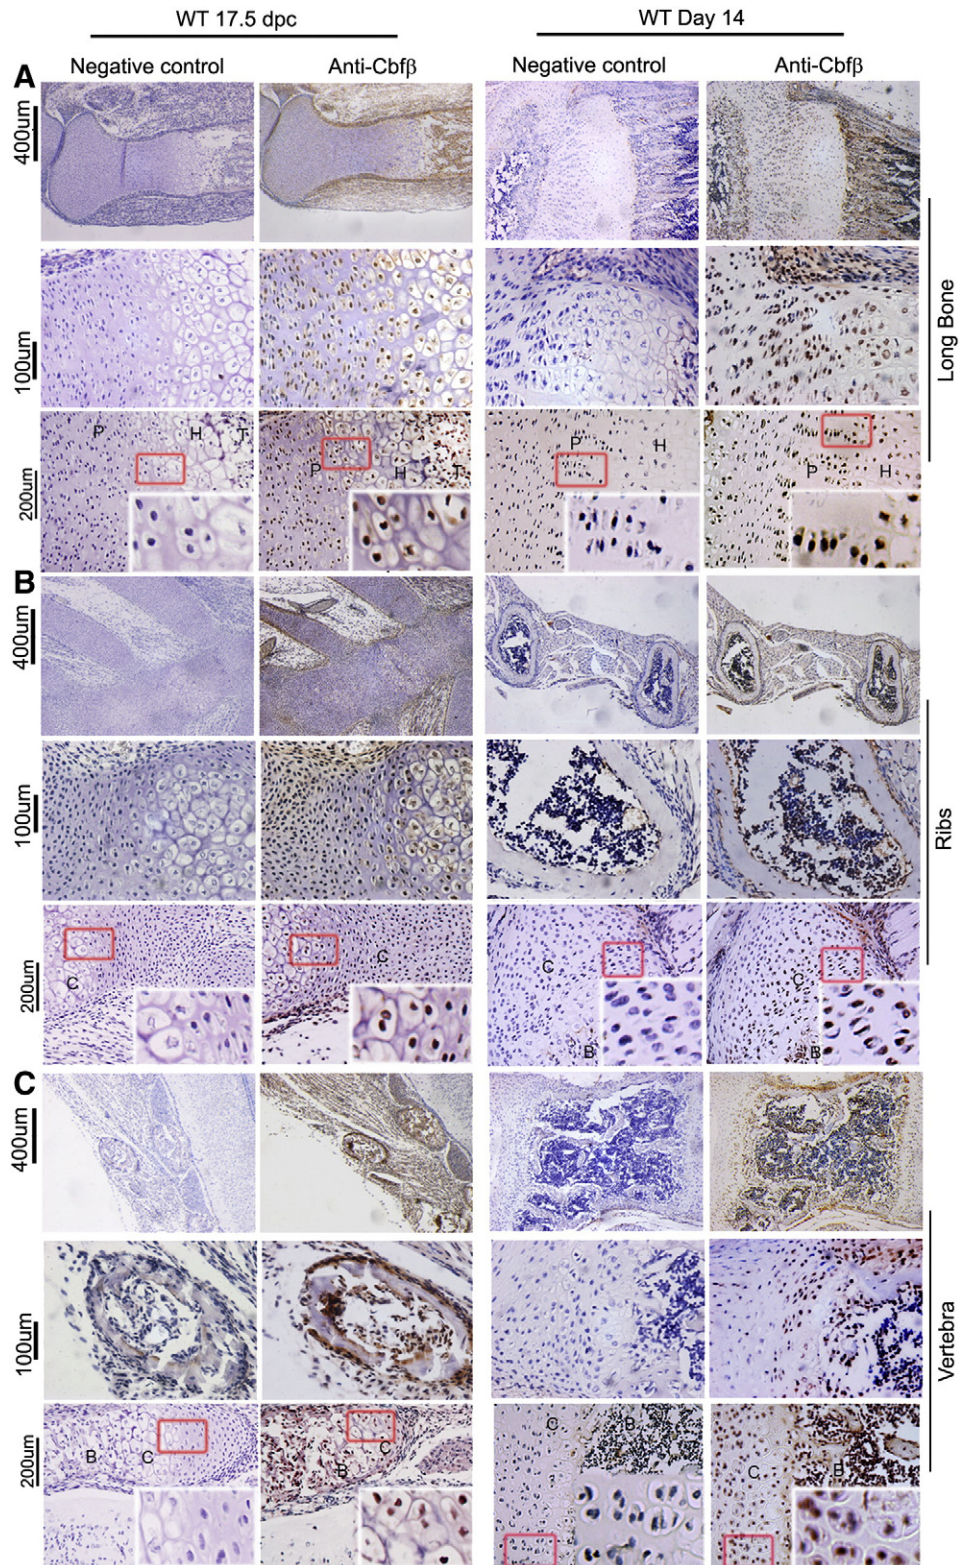 WT 17.5 dpc WT Day 14
Negative control Anti-Cbfβ Negative control Anti-Cbfβ
A
400um
100um
200um
P H T
P H T
P H
P H
Long Bone
B
400um
100um
200um
C
C
C B
C B
Ribs
C
400um
100um
200um
B C
C
B
C B
C B
Vertebra